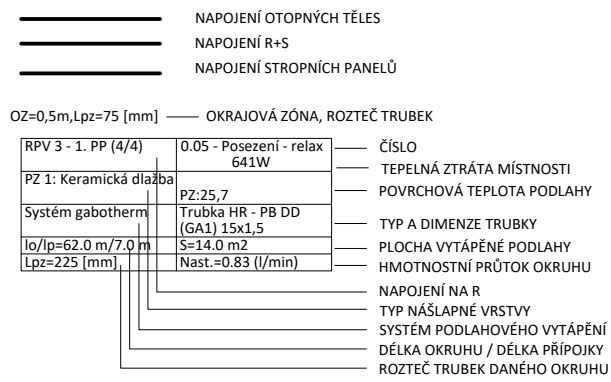 NAPOJENÍ OTOPNÝCH TĚLES
NAPOJENÍ R+S
NAPOJENÍ STROPNÍCH PANELŮ
OZ=0,5m,Lpz=75 [mm] OKRAJOVÁ ZÓNA, ROZTEČ TRUBEK
RPV 3 - 1. PP (4/4) 0.05 - Posezení - relax ČÍSLO
641W TEPELNÁ ZTRÁTA MÍSTNOSTI
PZ 1: Keramická dlažba
PZ:25,7 POVRCHOVÁ TEPLOTA PODLAHY
Systém gabotherm Trubka HR - PB DD
(GA1) 15x1,5 TYP A DIMENZE TRUBKY
lo/lp=62.0 m/7.0 m S=14.0 m2 PLOCHA VYTÁPĚNÉ PODLAHY
Lpz=225 [mm] Nast.=0.83 (l/min) HMOTNOSTNÍ PRŮTOK OKRUHU
NAPOJENÍ NA R
TYP NÁŠLAPNÉ VRSTVY
SYSTÉM PODLAHOVÉHO VYTÁPĚNÍ
DÉLKA OKRUHU / DÉLKA PŘÍPOJKY
ROZTEČ TRUBEK DANÉHO OKRUHU